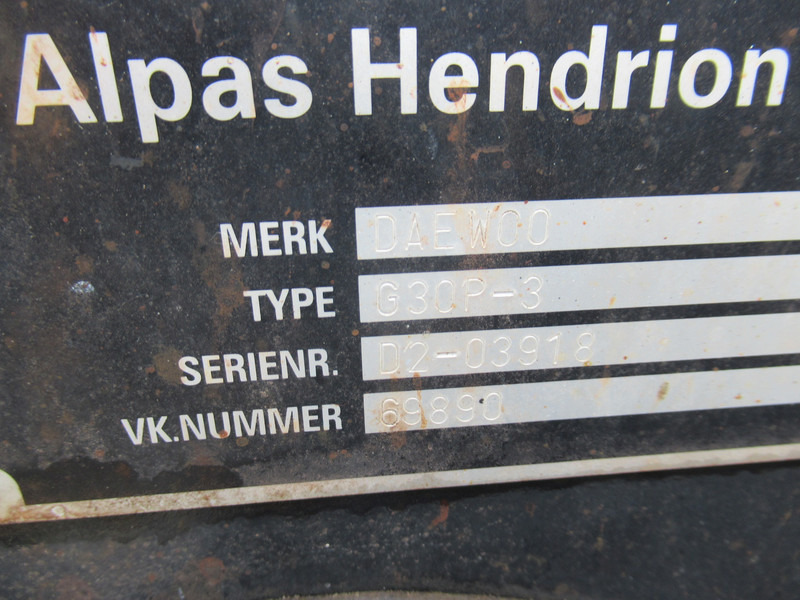 Alpas Hendrion
MERK DAEWOO
TYPE G30P-3
SERIENR. D2-03918
VK.NUMMER 69890